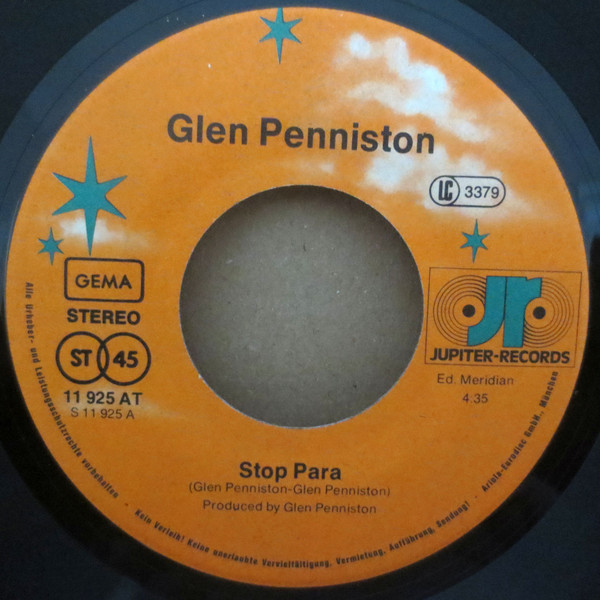 Glen Penniston
LC 3379
GEMA
STEREO
ST 45
11 925 AT
S 11 925 A
jr
JUPITER-RECORDS
Ed. Meridian
4:35
Stop Para
(Glen Penniston-Glen Penniston)
Produced by Glen Penniston
Alle Urheber- und Leistungsschutzrechte vorbehalten - Kein Verleih! Keine unerlaubte Vervielfältigung, Vermietung, Aufführung, Sendung! - Ariola-Eurodisc GmbH., München